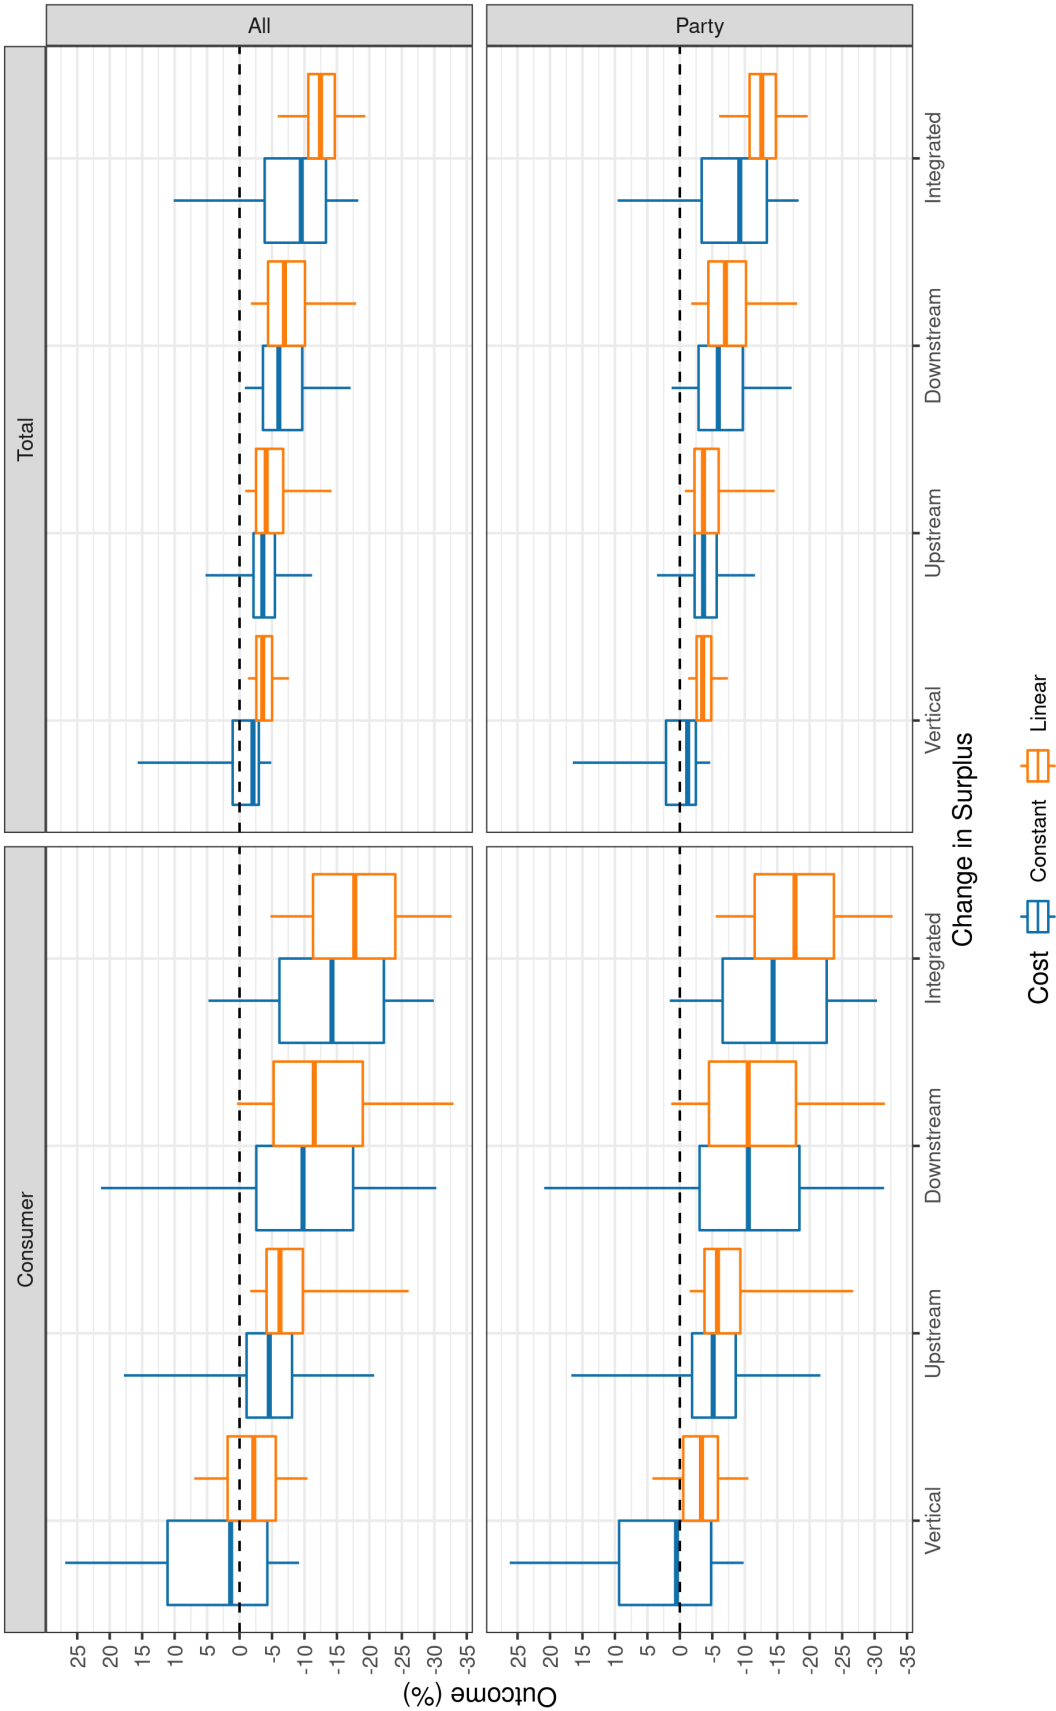 Consumer
Total
All
Party
25
20
15
10
5
0
-5
-10
-15
-20
-25
-30
-35
25
20
15
10
5
0
-5
-10
-15
-20
-25
-30
-35
Outcome (%)
Vertical
Upstream
Downstream
Integrated
Vertical
Upstream
Downstream
Integrated
Change in Surplus
Cost
Constant
Linear